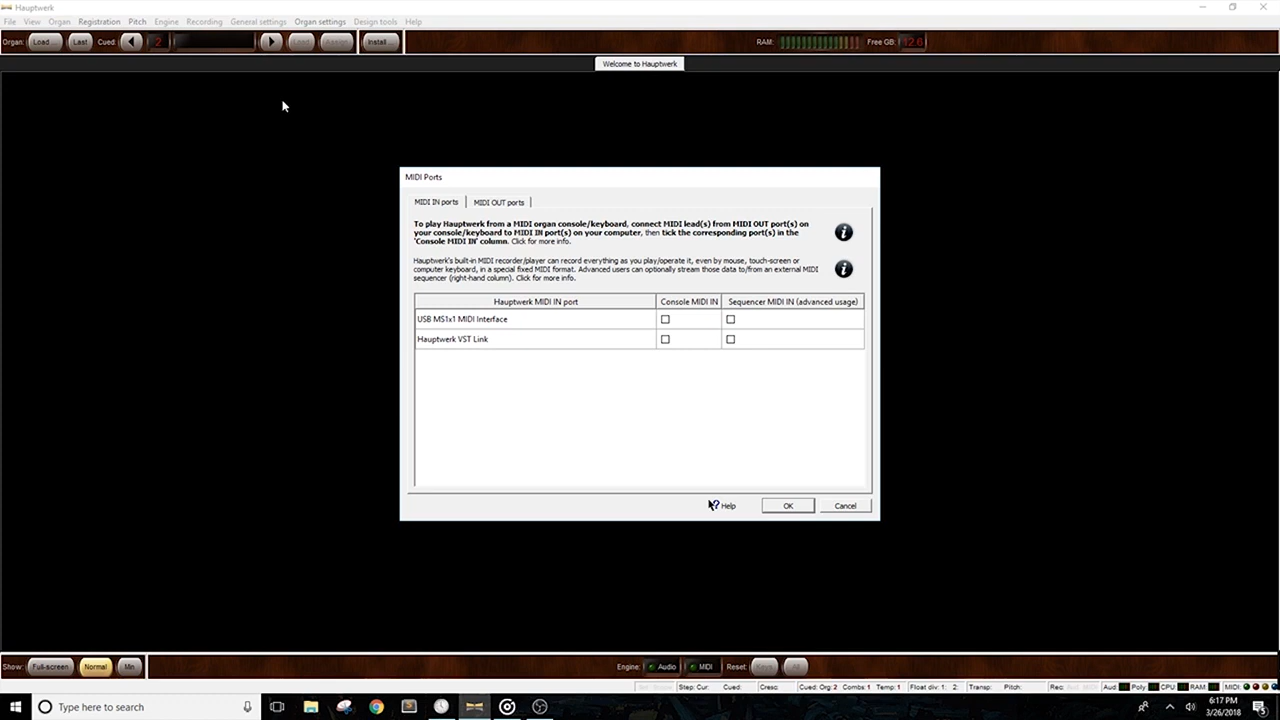 Hauptwerk
File View Organ Registration Pitch Engine Recording General settings Organ settings Design tools Help
Organ: Load... Last Cued: 2 Install... RAM: Free GB: 12.6
Welcome to Hauptwerk
MIDI Ports
MIDI IN ports MIDI OUT ports
To play Hauptwerk from a MIDI organ console/keyboard, connect MIDI lead(s) from MIDI OUT port(s) on
your console/keyboard to MIDI IN port(s) on your computer, then tick the corresponding port(s) in the
'Console MIDI IN' column. Click for more info.
Hauptwerk's built-in MIDI recorder/player can record everything as you play/operate it, even by mouse, touch-screen or
computer keyboard, in a special fixed MIDI format. Advanced users can optionally stream those data to/from an external MIDI
sequencer (right-hand column). Click for more info.
Hauptwerk MIDI IN port Console MIDI IN Sequencer MIDI IN (advanced usage)
USB MS1x1 MIDI Interface
Hauptwerk VST Link
Help OK Cancel
Show: Full-screen Normal Min Engine: Audio MIDI Reset:
Step: Cur: Cued: Cresc: Cued: Org: 2 Combs: 1 Temp: 1 Float div: 1: 2: Transp: Pitch: Rec: Aud: Poly: CPU: RAM: MIDI:
Type here to search
6:17 PM
3/26/2018
5